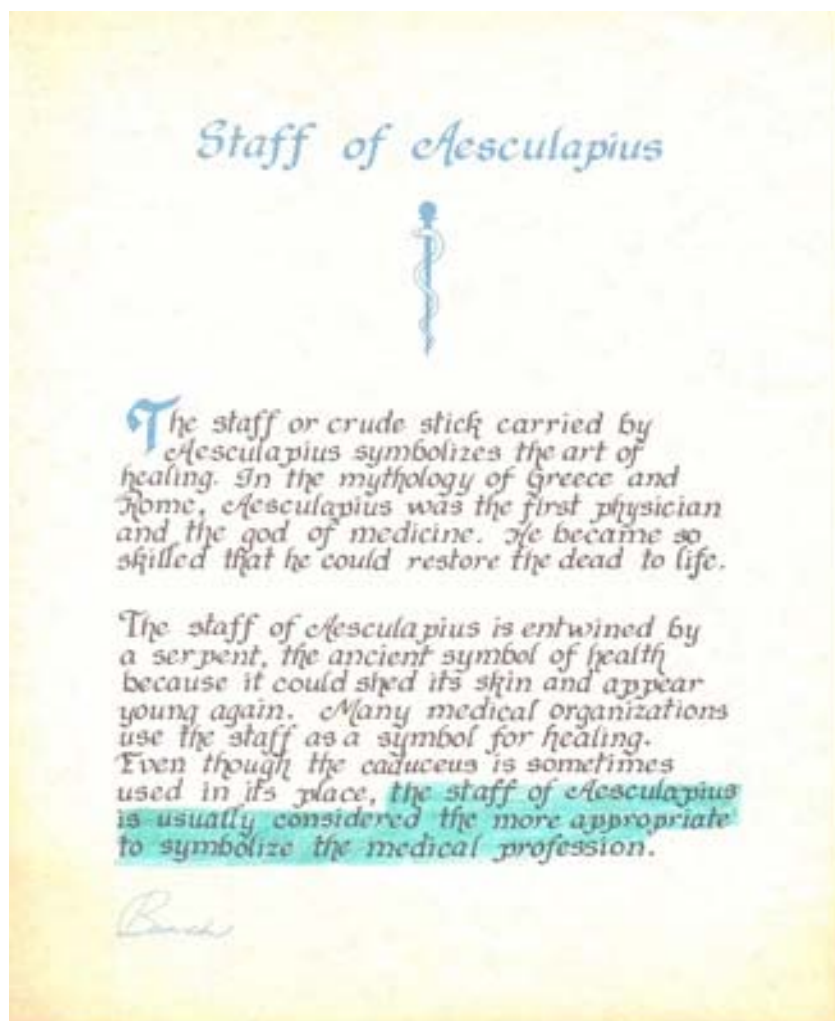 Staff of Aesculapius
The staff or crude stick carried by
Aesculapius symbolizes the art of
healing. In the mythology of Greece and
Rome, Aesculapius was the first physician
and the god of medicine. He became so
skilled that he could restore the dead to life.
The staff of Aesculapius is entwined by
a serpent, the ancient symbol of health
because it could shed its skin and appear
young again. Many medical organizations
use the staff as a symbol for healing.
Even though the caduceus is sometimes
used in its place, the staff of Aesculapius
is usually considered the more appropriate
to symbolize the medical profession.